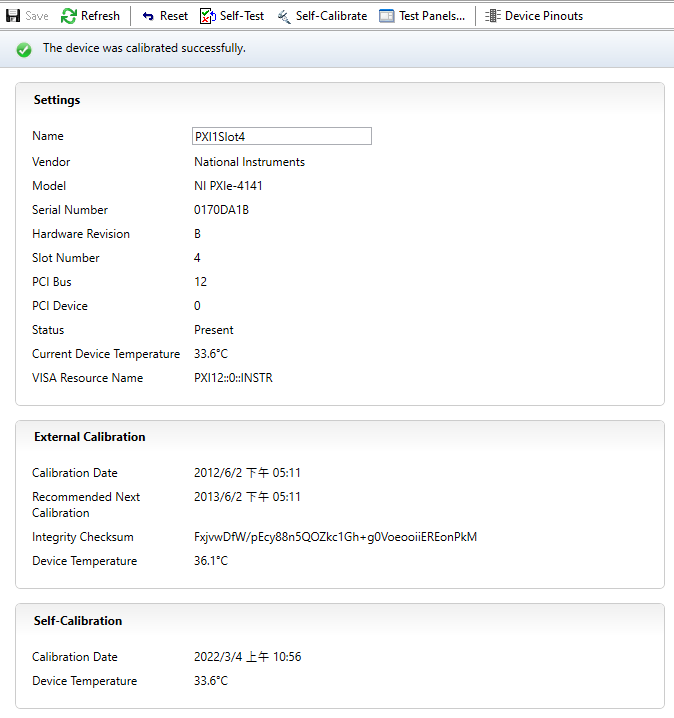 Save Refresh Reset Self-Test Self-Calibrate Test Panels... Device Pinouts
The device was calibrated successfully.
Settings
Name PXI1Slot4
Vendor National Instruments
Model NI PXIe-4141
Serial Number 0170DA1B
Hardware Revision B
Slot Number 4
PCI Bus 12
PCI Device 0
Status Present
Current Device Temperature 33.6°C
VISA Resource Name PXI12::0::INSTR
External Calibration
Calibration Date 2012/6/2 下午 05:11
Recommended Next 2013/6/2 下午 05:11
Calibration
Integrity Checksum FxjvwDfW/pEcy88n5QOZkc1Gh+g0VoeooiiEREonPkM
Device Temperature 36.1°C
Self-Calibration
Calibration Date 2022/3/4 上午 10:56
Device Temperature 33.6°C